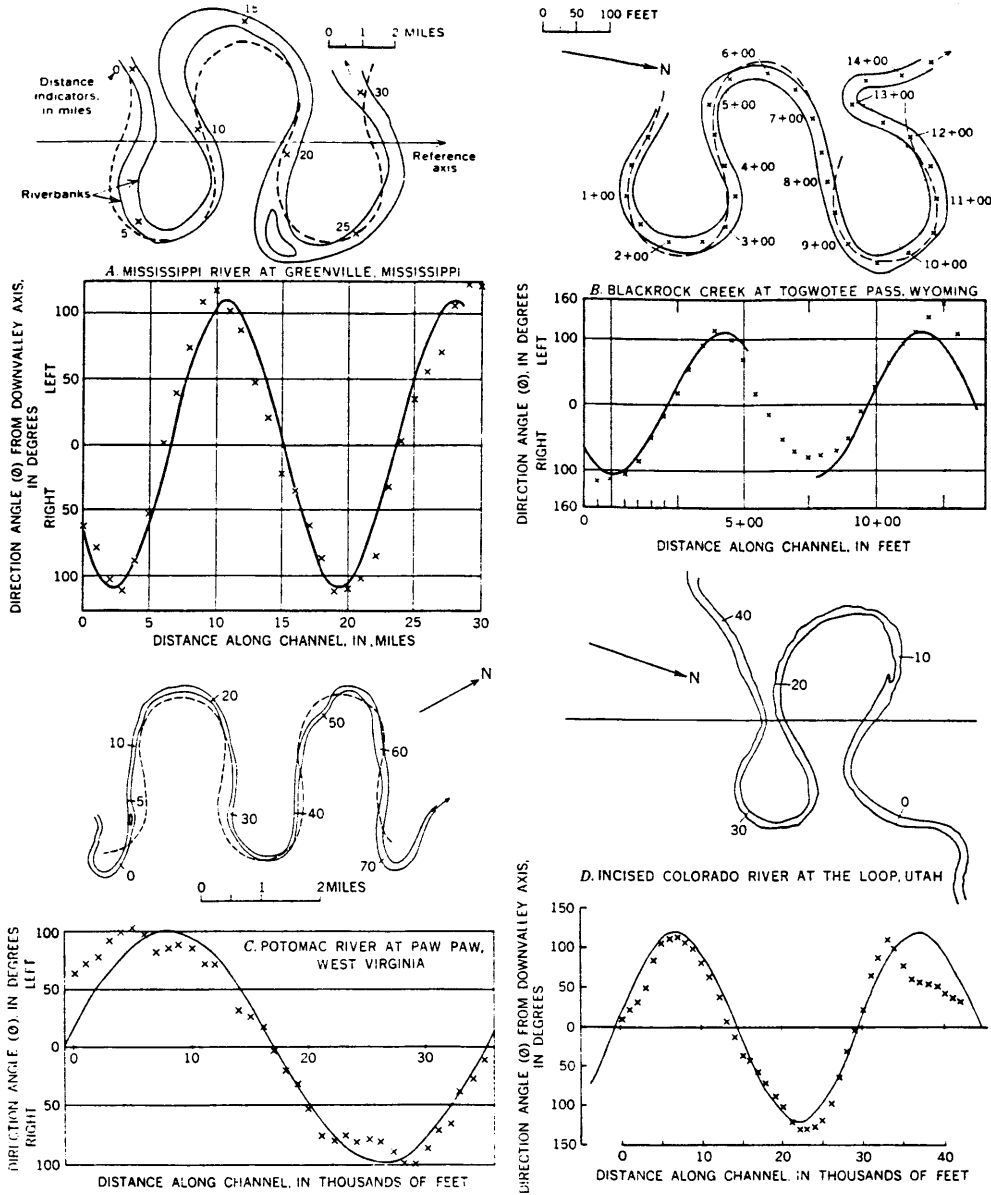 15
0 1 2 MILES
0
Distance
indicators,
in miles
30
10
20
Reference
axis
Riverbanks
5
25
A. MISSISSIPPI RIVER AT GREENVILLE, MISSISSIPPI
DIRECTION ANGLE (Ø) FROM DOWNVALLEY AXIS,
IN DEGREES
RIGHT LEFT
100
50
0
50
100
0 5 10 15 20 25 30
DISTANCE ALONG CHANNEL, IN MILES
0 50 100 FEET
N
6+00
14+00
5+00
13+00
7+00
12+00
4+00
8+00
1+00
11+00
3+00
9+00
2+00
10+00
B. BLACKROCK CREEK AT TOGWOTEE PASS, WYOMING
DIRECTION ANGLE (Ø), IN DEGREES
RIGHT LEFT
160
100
0
100
160
0 5+00 10+00
DISTANCE ALONG CHANNEL, IN FEET
N
20
50
10
60
5
30
40
0
70
0 1 2 MILES
C. POTOMAC RIVER AT PAW PAW,
WEST VIRGINIA
DIRECTION ANGLE (Ø), IN DEGREES
RIGHT LEFT
100
50
0
50
100
0 10 20 30
DISTANCE ALONG CHANNEL, IN THOUSANDS OF FEET
40
N
10
20
0
30
D. INCISED COLORADO RIVER AT THE LOOP, UTAH
DIRECTION ANGLE (Ø) FROM DOWNVALLEY AXIS,
IN DEGREES
150
100
50
0
50
100
150
0 10 20 30 40
DISTANCE ALONG CHANNEL, IN THOUSANDS OF FEET